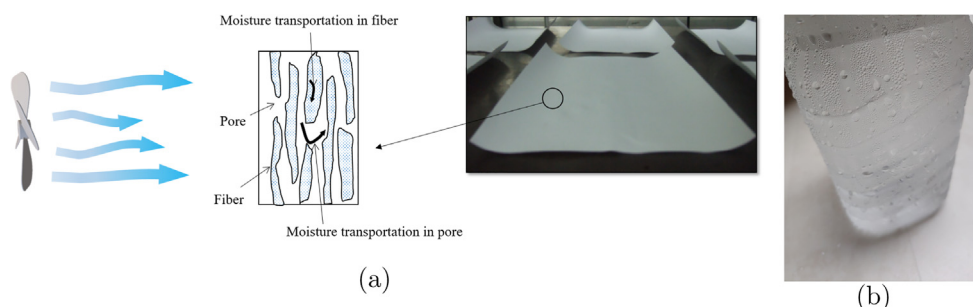 Moisture transportation in fiber
Pore
Fiber
Moisture transportation in pore
(a)
(b)